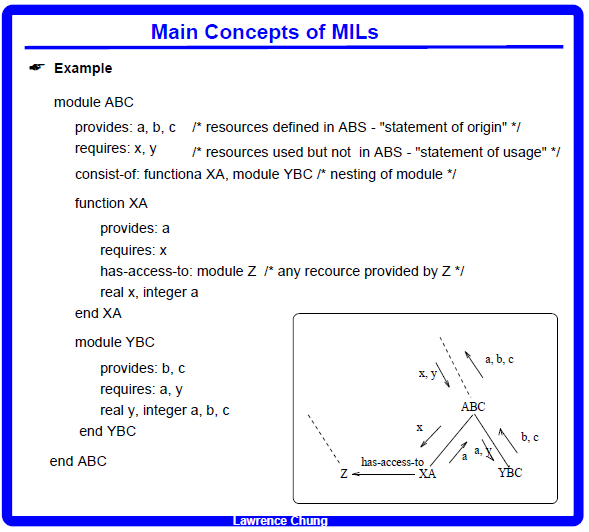 Main Concepts of MILs
Example
module ABC
provides: a, b, c /* resources defined in ABS - "statement of origin" */
requires: x, y /* resources used but not in ABS - "statement of usage" */
consist-of: functiona XA, module YBC /* nesting of module */
function XA
provides: a
requires: x
has-access-to: module Z /* any recource provided by Z */
real x, integer a
end XA
module YBC
provides: b, c
requires: a, y
real y, integer a, b, c
end YBC
end ABC
a, b, c
x, y
ABC
x
b, c
a
a, y
has-access-to
Z
XA
YBC
Lawrence Chung